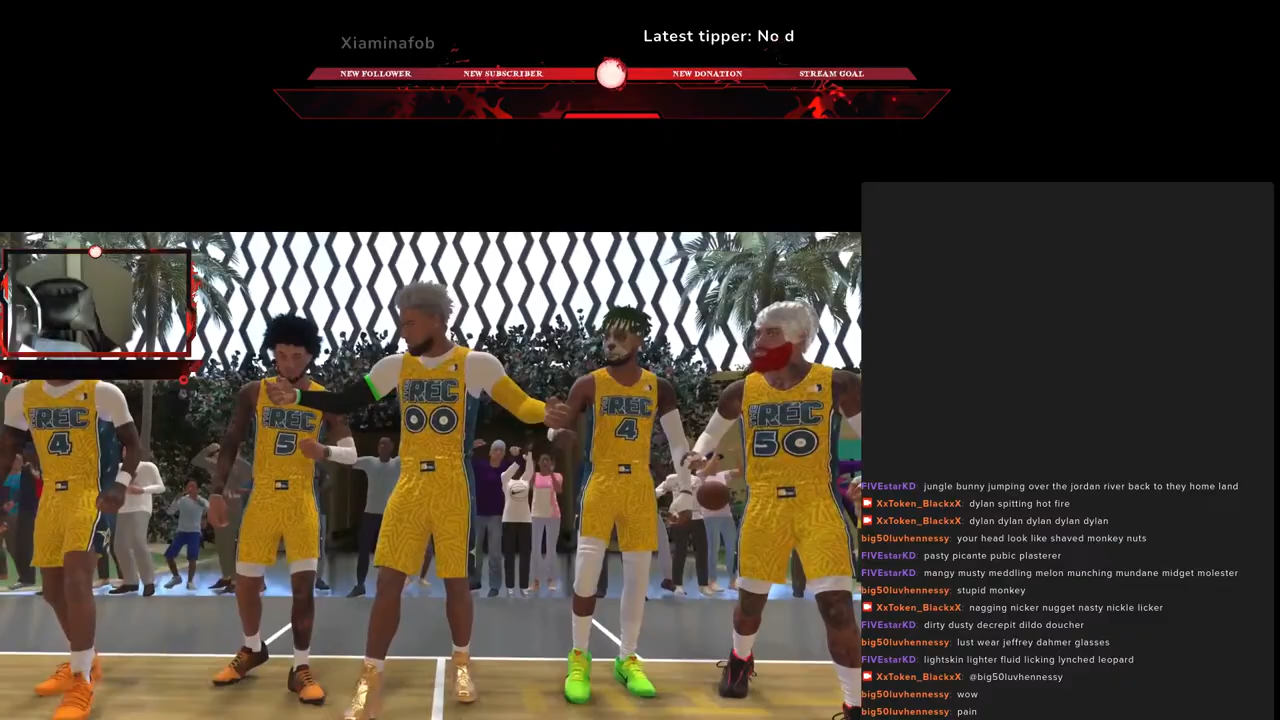 Xiaminafob
Latest tipper: No d
NEW FOLLOWER
NEW SUBSCRIBER
NEW DONATION
STREAM GOAL
THE REC 4
THE REC 5
THE REC 00
THE REC 4
THE REC 50
FIVEstarKD: jungle bunny jumping over the jordan river back to they home land
XxToken_BlackxX: dylan spitting hot fire
XxToken_BlackxX: dylan dylan dylan dylan dylan
big50luvhennessy: your head look like shaved monkey nuts
FIVEstarKD: pasty picante pubic plasterer
FIVEstarKD: mangy musty meddling melon munching mundane midget molester
big50luvhennessy: stupid monkey
XxToken_BlackxX: nagging nicker nugget nasty nickle licker
FIVEstarKD: dirty dusty decrepit dildo doucher
big50luvhennessy: lust wear jeffrey dahmer glasses
FIVEstarKD: lightskin lighter fluid licking lynched leopard
XxToken_BlackxX: @big50luvhennessy
big50luvhennessy: wow
big50luvhennessy: pain